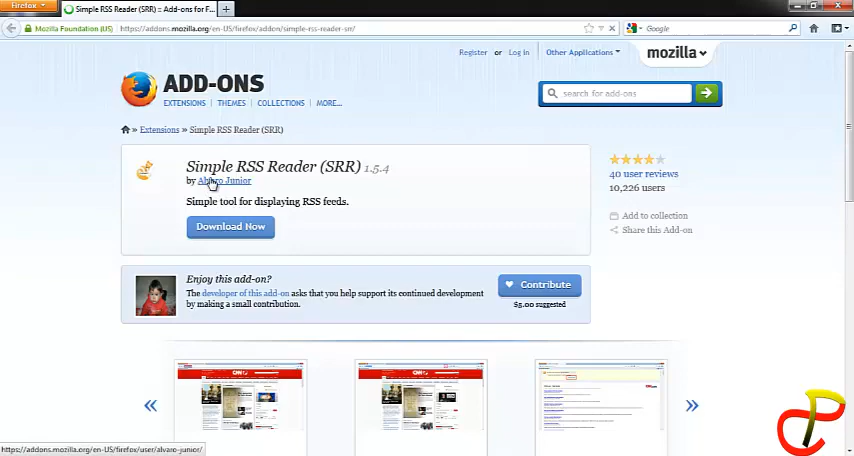 Firefox
Simple RSS Reader (SRR) :: Add-ons for F...
Mozilla Foundation (US) https://addons.mozilla.org/en-US/firefox/addon/simple-rss-reader-srr/
Google
Register or Log in Other Applications
mozilla
ADD-ONS
EXTENSIONS | THEMES | COLLECTIONS | MORE...
search for add-ons
» Extensions » Simple RSS Reader (SRR)
Simple RSS Reader (SRR) 1.5.4
by Alvaro Junior
Simple tool for displaying RSS feeds.
Download Now
40 user reviews
10,226 users
Add to collection
Share this Add-on
Enjoy this add-on?
The developer of this add-on asks that you help support its continued development
by making a small contribution.
Contribute
$5.00 suggested
CNN
CNN
https://addons.mozilla.org/en-US/firefox/user/alvaro-junior/